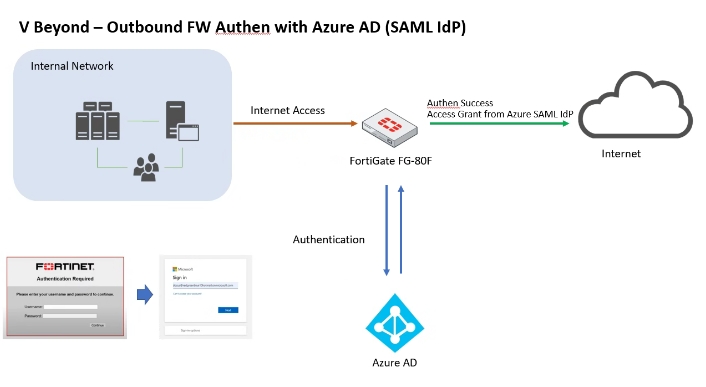 V Beyond – Outbound FW Authen with Azure AD (SAML IdP)
Internal Network
Internet Access
Authen Success
Access Grant from Azure SAML IdP
FortiGate FG-80F
Internet
Authentication
FORTINET
Authentication Required
Please enter your username and password to continue.
Username:
Password:
Continue
Microsoft
Sign in
Next
Sign-in options
Azure AD